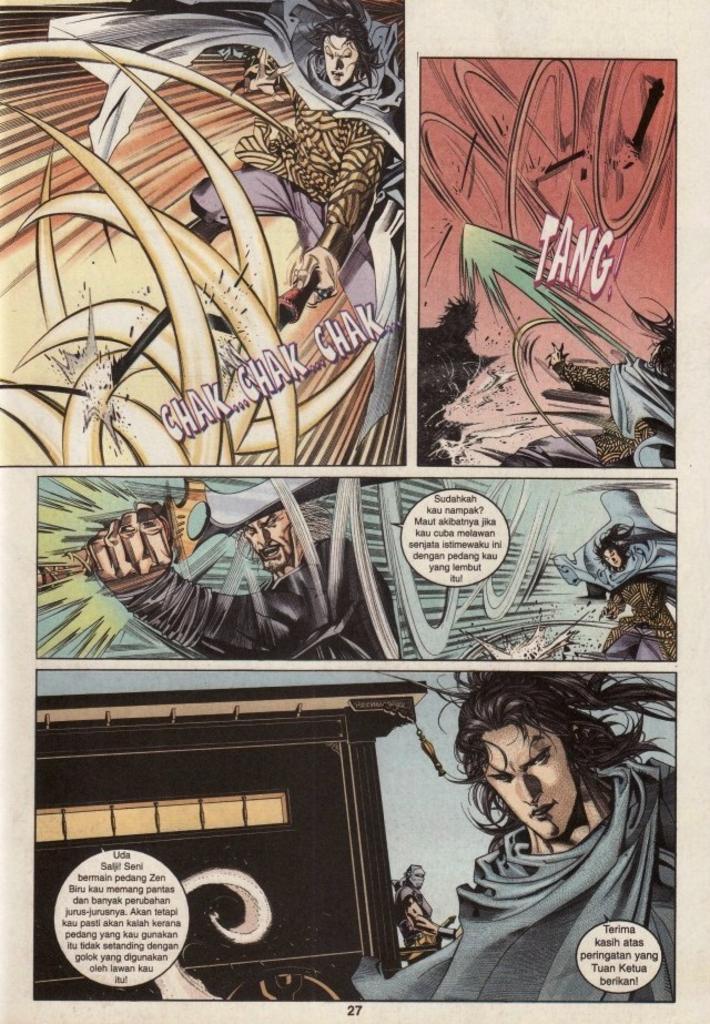 CHAK...CHAK...CHAK...
TANG!
Sudahkah
kau nampak?
Maut akibatnya jika
kau cuba melawan
senjata istimewaku ini
dengan pedang kau
yang lembut
itu!
Uda
Salji! Seni
bermain pedang Zen
Biru kau memang pantas
dan banyak perubahan
jurus-jurusnya. Akan tetapi
kau pasti akan kalah kerana
pedang yang kau gunakan
itu tidak setanding dengan
golok yang digunakan
oleh lawan kau
itu!
Terima
kasih atas
peringatan yang
Tuan Ketua
berikan!
27